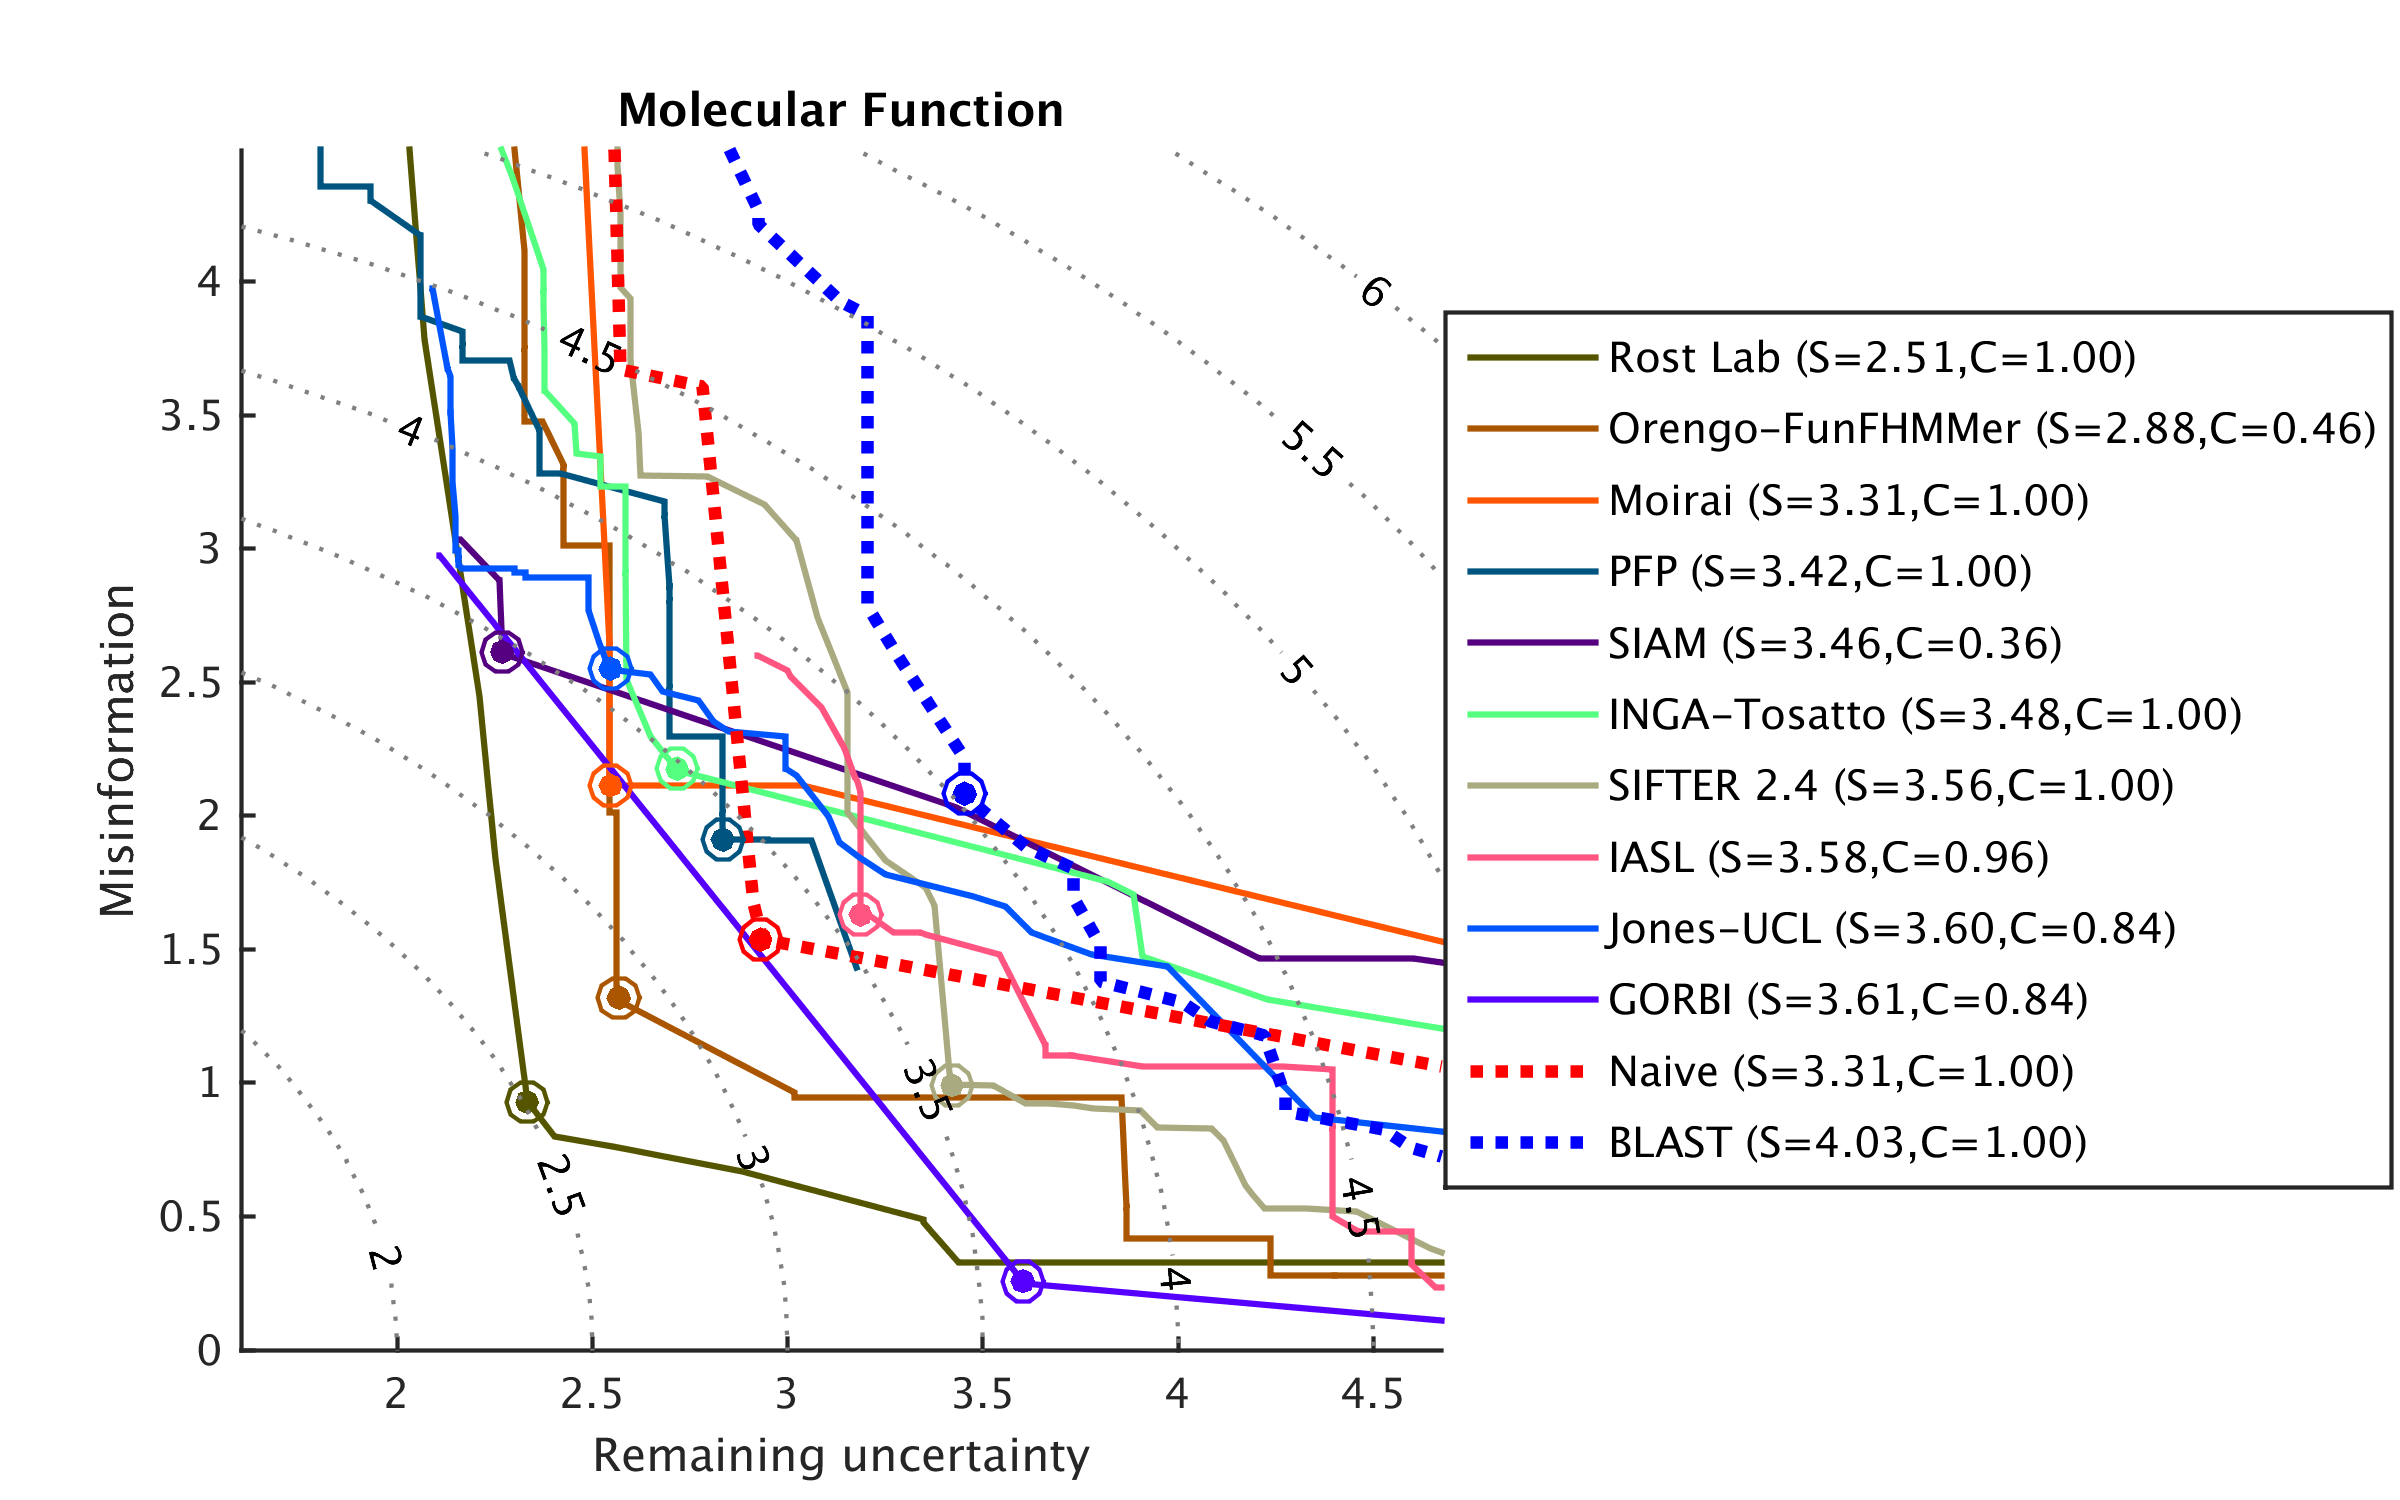 Molecular Function
Misinformation
4
3.5
3
2.5
2
1.5
1
0.5
0
2
2.5
3
3.5
4
4.5
Remaining uncertainty
6
5.5
5
4.5
4
4.5
3.5
3
2.5
2
4
Rost Lab (S=2.51,C=1.00)
Orengo-FunFHMMer (S=2.88,C=0.46)
Moirai (S=3.31,C=1.00)
PFP (S=3.42,C=1.00)
SIAM (S=3.46,C=0.36)
INGA-Tosatto (S=3.48,C=1.00)
SIFTER 2.4 (S=3.56,C=1.00)
IASL (S=3.58,C=0.96)
Jones-UCL (S=3.60,C=0.84)
GORBI (S=3.61,C=0.84)
Naive (S=3.31,C=1.00)
BLAST (S=4.03,C=1.00)